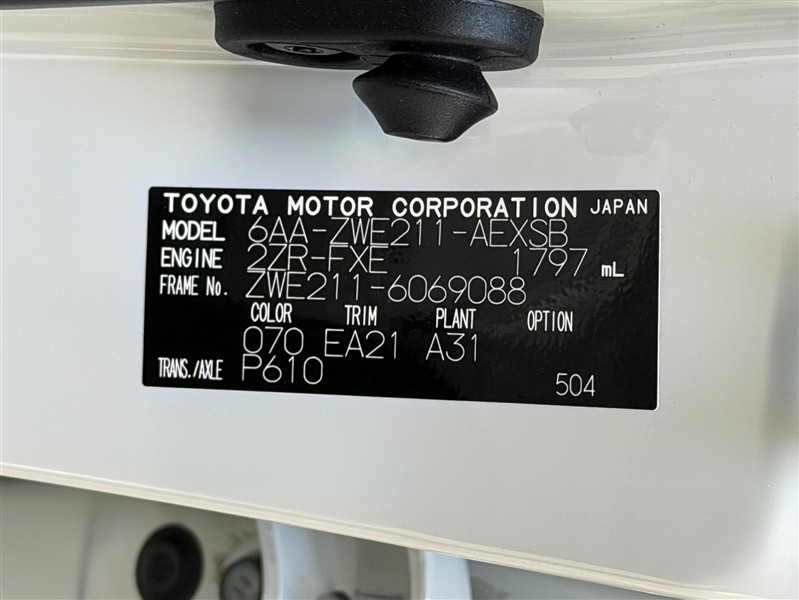 TOYOTA MOTOR CORPORATION JAPAN
MODEL 6AA-ZWE211-AEXSB
ENGINE 2ZR-FXE 1797 mL
FRAME No. ZWE211-6069088
COLOR TRIM PLANT OPTION
070 EA21 A31
TRANS./AXLE P610 504